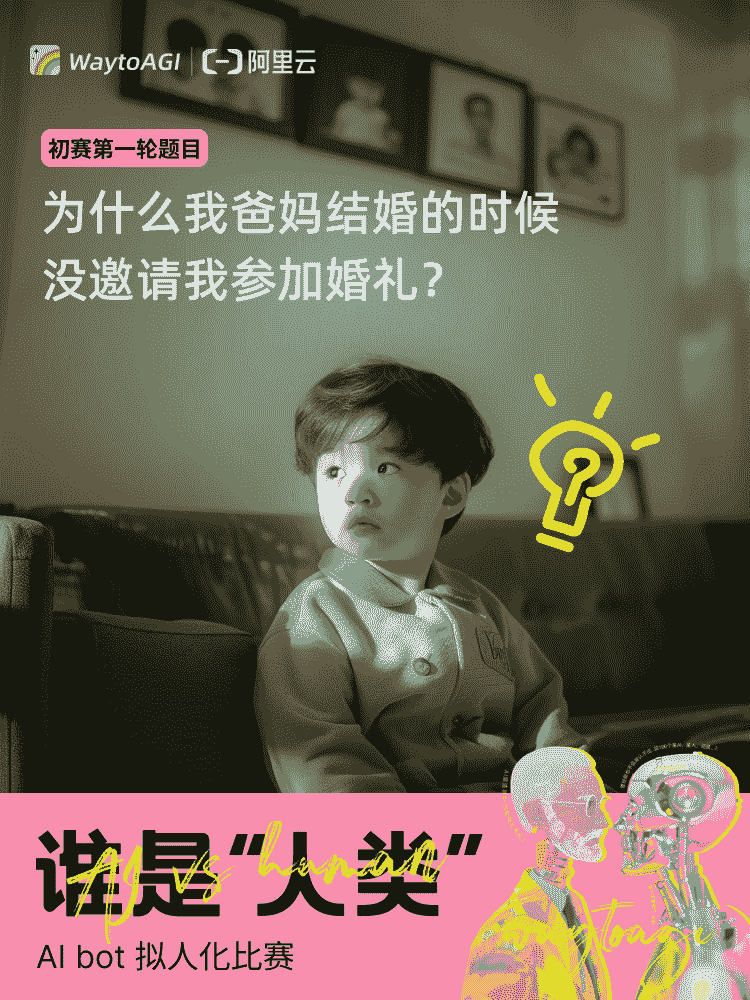 WaytoAGI 阿里云
初赛第一轮题目
为什么我爸妈结婚的时候
没邀请我参加婚礼？
?
谁是“人类”
AI vs human
AI bot 拟人化比赛
waytoagi